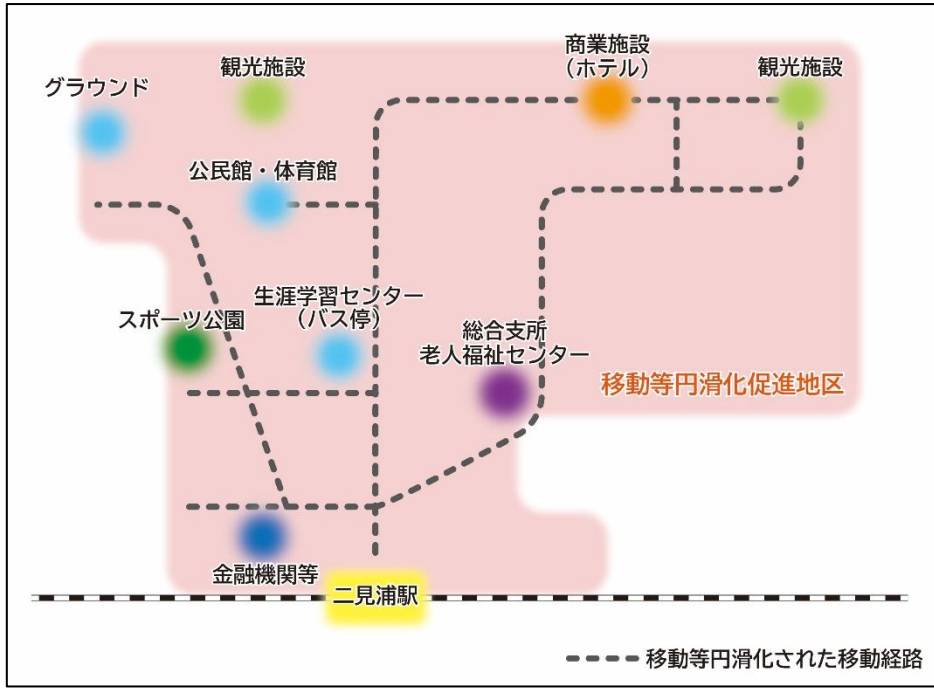 グラウンド
観光施設
商業施設
(ホテル)
観光施設
公民館・体育館
生涯学習センター
(バス停)
スポーツ公園
総合支所
老人福祉センター
移動等円滑化促進地区
金融機関等
二見浦駅
移動等円滑化された移動経路